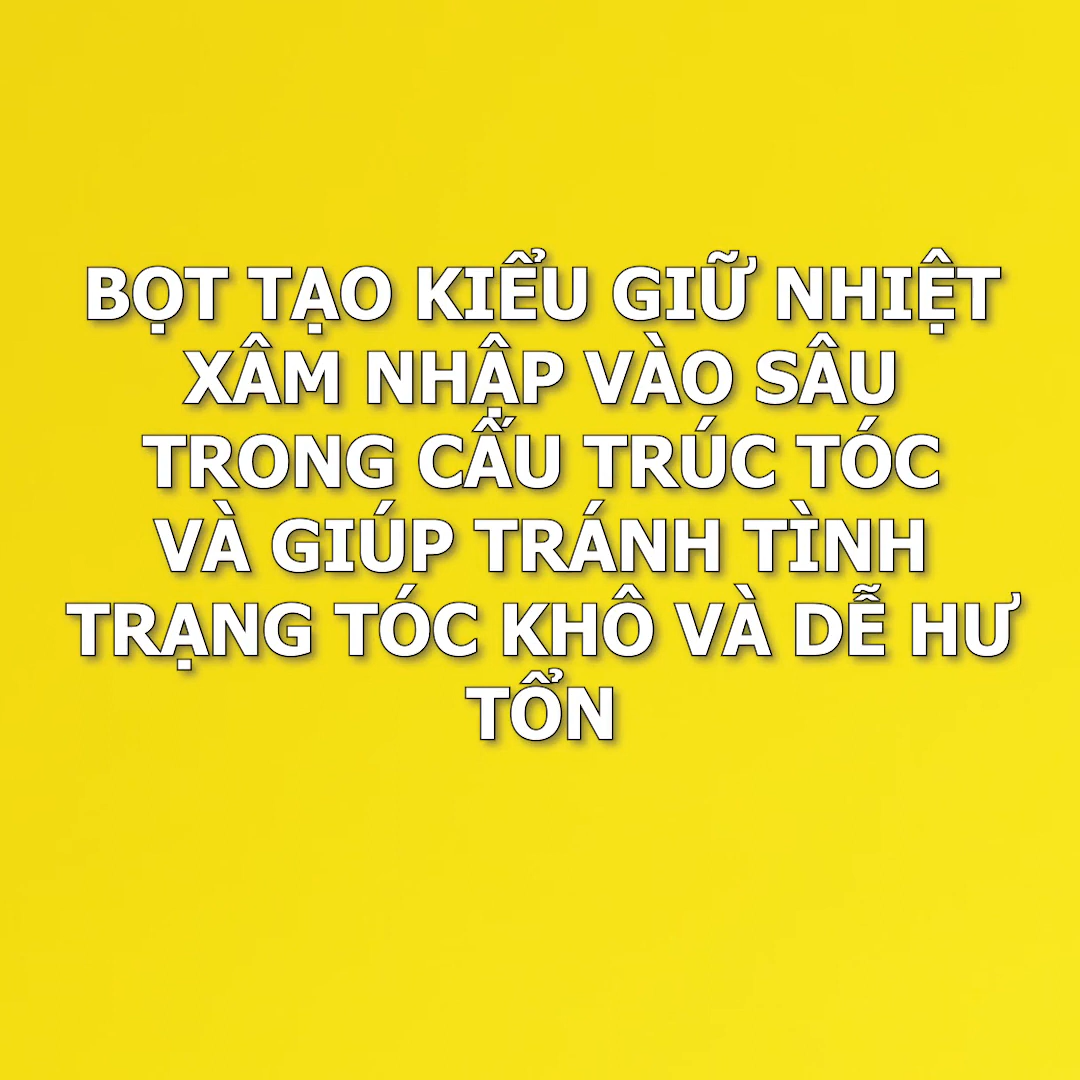 BỌT TẠO KIỂU GIỮ NHIỆT
XÂM NHẬP VÀO SÂU
TRONG CẤU TRÚC TÓC
VÀ GIÚP TRÁNH TÌNH
TRẠNG TÓC KHÔ VÀ DỄ HƯ
TỔN